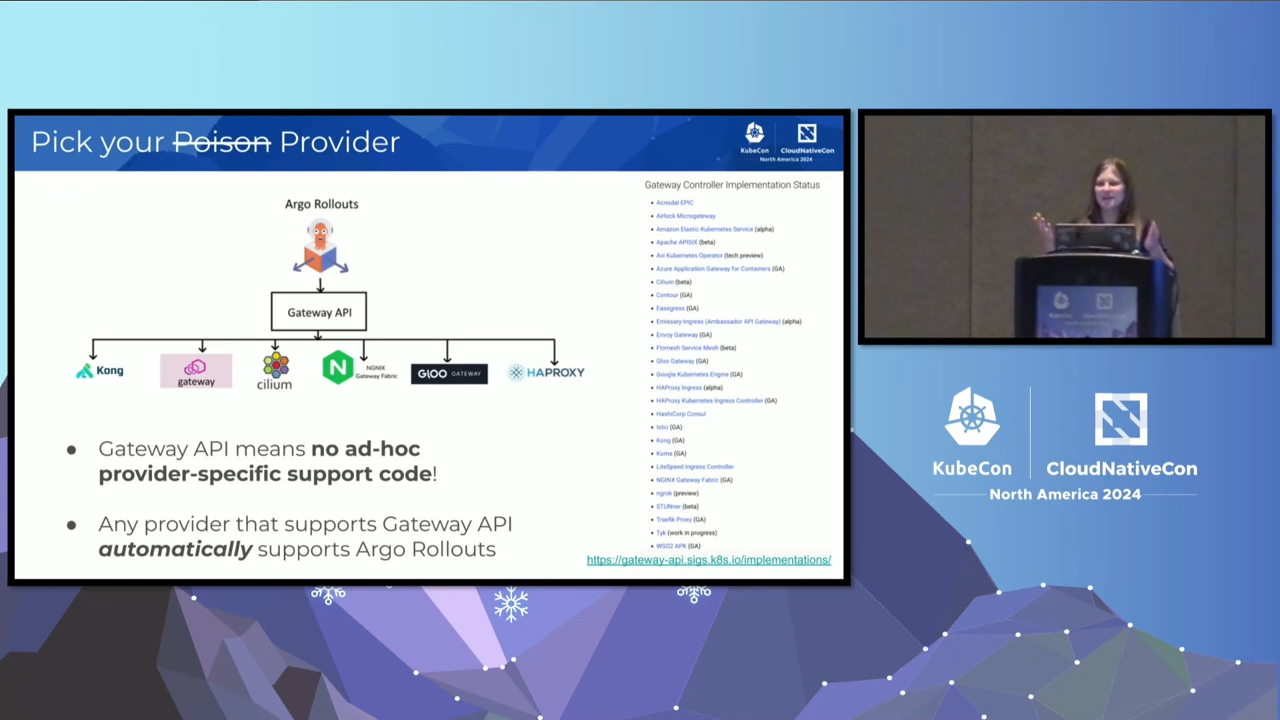 Pick your Poison Provider
KubeCon
CloudNativeCon
North America 2024
Argo Rollouts
Gateway API
Kong
gateway
cilium
NGINX
Gateway Fabric
GLOO GATEWAY
HAPROXY
Gateway API means no ad-hoc
provider-specific support code!
Any provider that supports Gateway API
automatically supports Argo Rollouts
Gateway Controller Implementation Status
Acnodal EPIC
Airlock Microgateway
Amazon Elastic Kubernetes Service (alpha)
Apache APISIX (beta)
Avi Kubernetes Operator (tech preview)
Azure Application Gateway for Containers (GA)
Cilium (beta)
Contour (GA)
Easegress (GA)
Emissary-Ingress (Ambassador API Gateway) (alpha)
Envoy Gateway (GA)
Flomesh Service Mesh (beta)
Gloo Gateway (GA)
Google Kubernetes Engine (GA)
HAProxy Ingress (alpha)
HAProxy Kubernetes Ingress Controller (GA)
HashiCorp Consul
Istio (GA)
Kong (GA)
Kuma (GA)
LiteSpeed Ingress Controller
NGINX Gateway Fabric (GA)
ngrok (preview)
STUNner (beta)
Traefik Proxy (GA)
Tyk (work in progress)
WSO2 APK (GA)
https://gateway-api.sigs.k8s.io/implementations/
KubeCon
CloudNativeCon
North America 2024